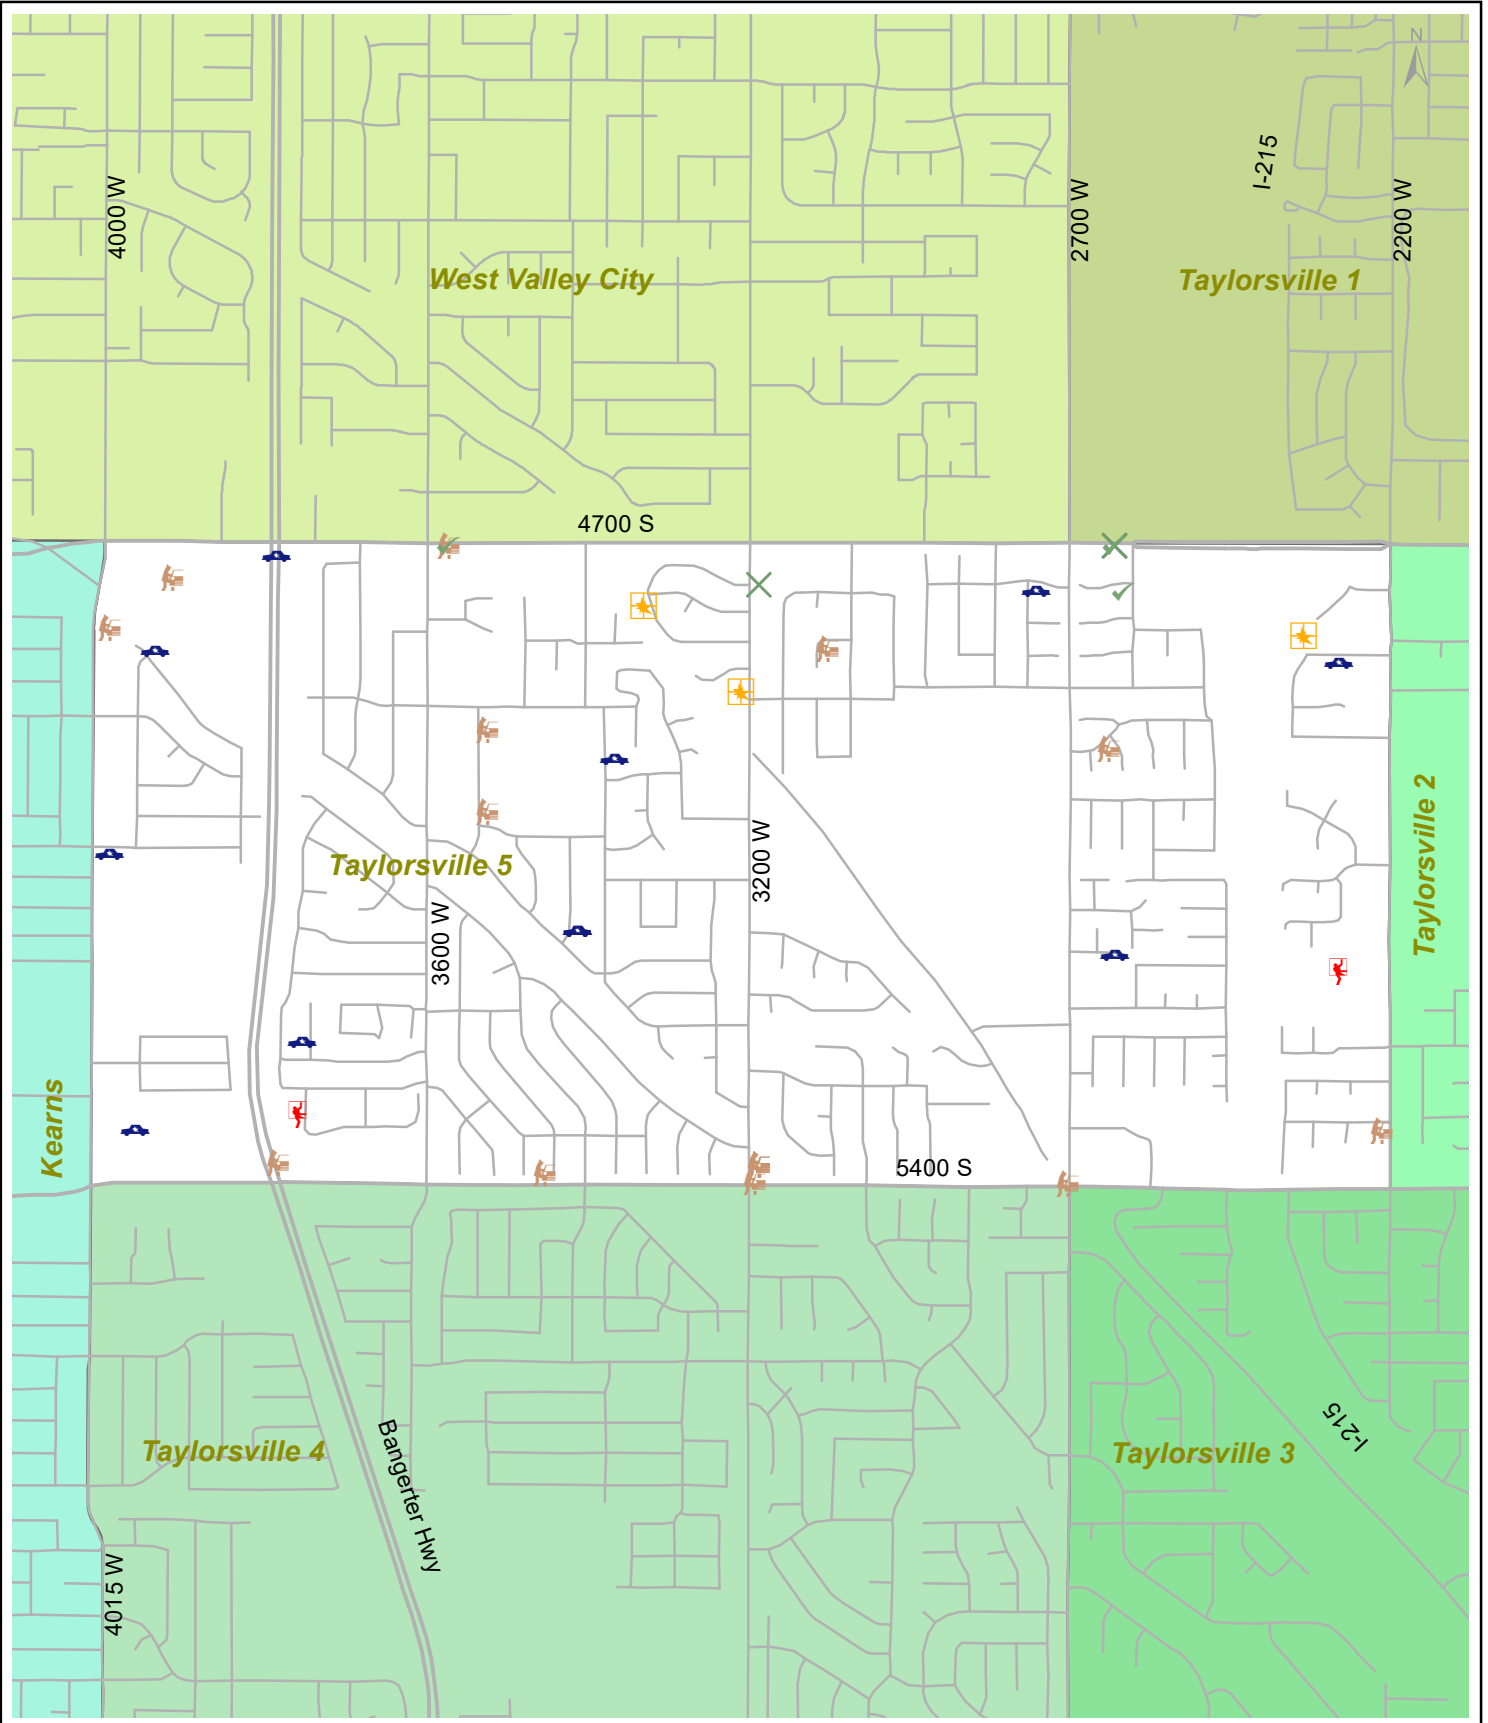 N
I-215
4000 W
2700 W
2200 W
West Valley City
Taylorsville 1
4700 S
Taylorsville 2
3200 W
Taylorsville 5
3600 W
Kearns
5400 S
Taylorsville 4
Bangerter Hwy
I-215
Taylorsville 3
4015 W